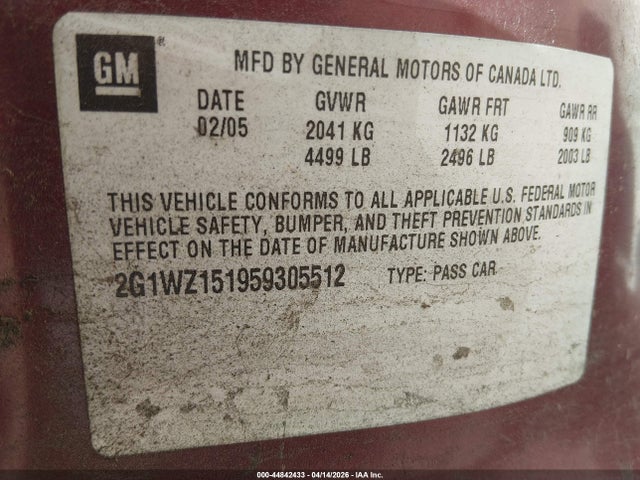 GM®
MFD BY GENERAL MOTORS OF CANADA LTD.
DATE GVWR GAWR FRT GAWR RR
02/05 2041 KG 1132 KG 909 KG
4499 LB 2496 LB 2003 LB
THIS VEHICLE CONFORMS TO ALL APPLICABLE U.S. FEDERAL MOTOR
VEHICLE SAFETY, BUMPER, AND THEFT PREVENTION STANDARDS IN
EFFECT ON THE DATE OF MANUFACTURE SHOWN ABOVE.
2G1WZ151959305512 TYPE: PASS CAR
000-44842433 - 04/14/2026 - IAA Inc.